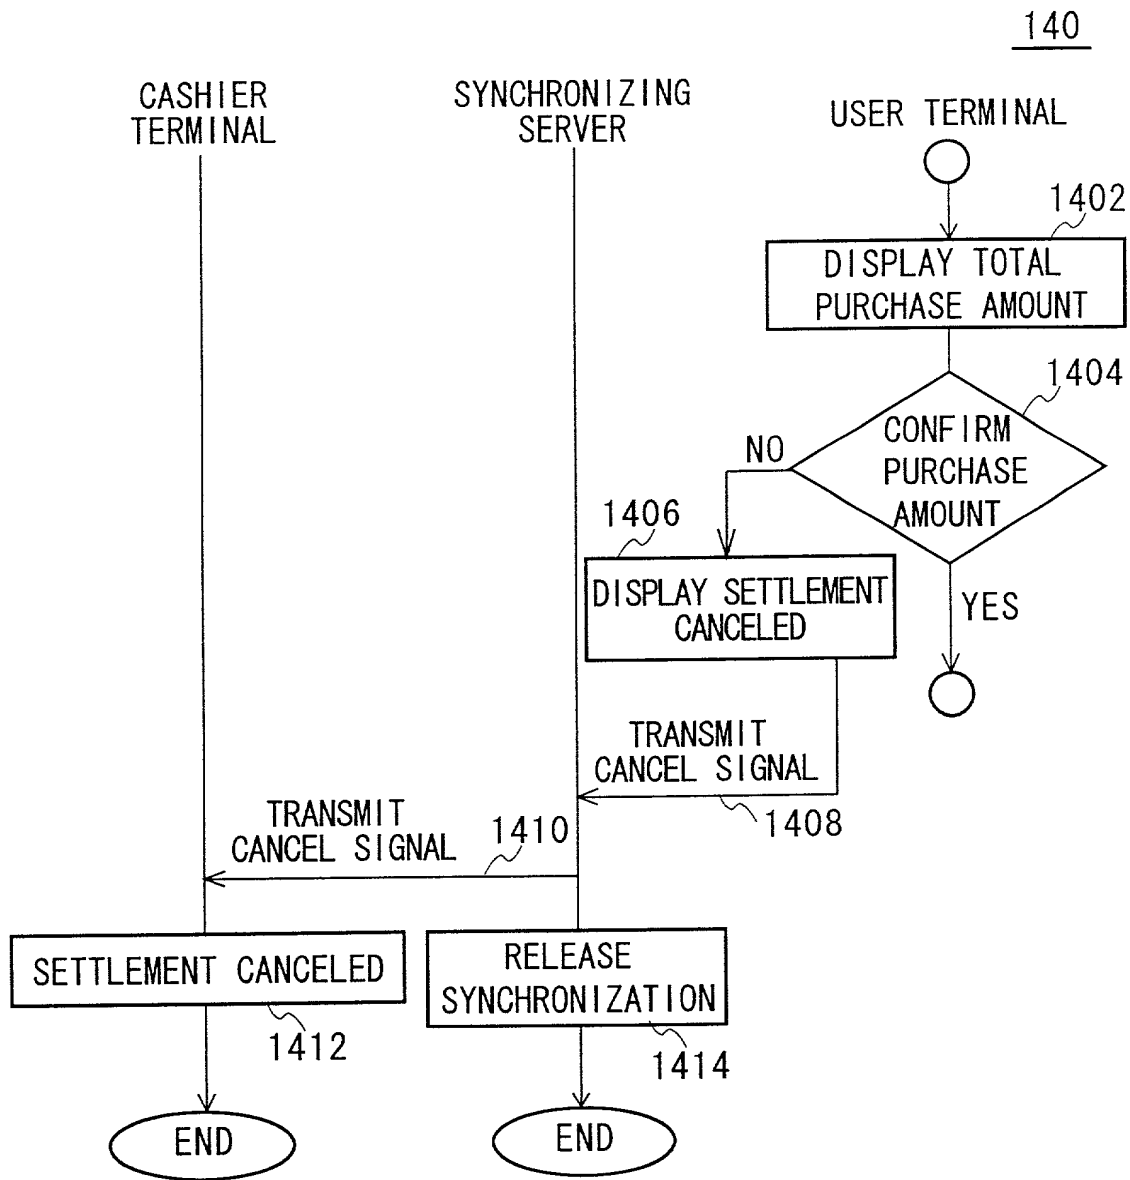 140
CASHIER
TERMINAL
SYNCHRONIZING
SERVER
USER TERMINAL
1402
DISPLAY TOTAL
PURCHASE AMOUNT
1404
CONFIRM
PURCHASE
AMOUNT
NO
YES
1406
DISPLAY SETTLEMENT
CANCELED
TRANSMIT
CANCEL SIGNAL
1408
TRANSMIT
CANCEL SIGNAL
1410
SETTLEMENT CANCELED
1412
RELEASE
SYNCHRONIZATION
1414
END
END